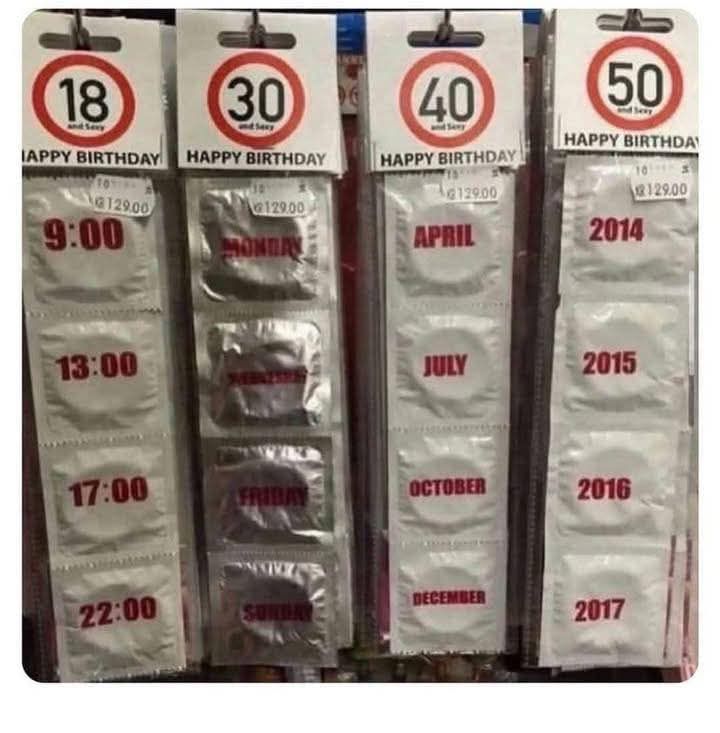 18
and Sexy
APPY BIRTHDAY
129.00
9:00
13:00
17:00
22:00
30
and Sexy
HAPPY BIRTHDAY
129.00
MONDAY
FRIDAY
SUNDAY
40
and Sexy
HAPPY BIRTHDAY
129.00
APRIL
JULY
OCTOBER
DECEMBER
50
and Sexy
HAPPY BIRTHDA
129.00
2014
2015
2016
2017